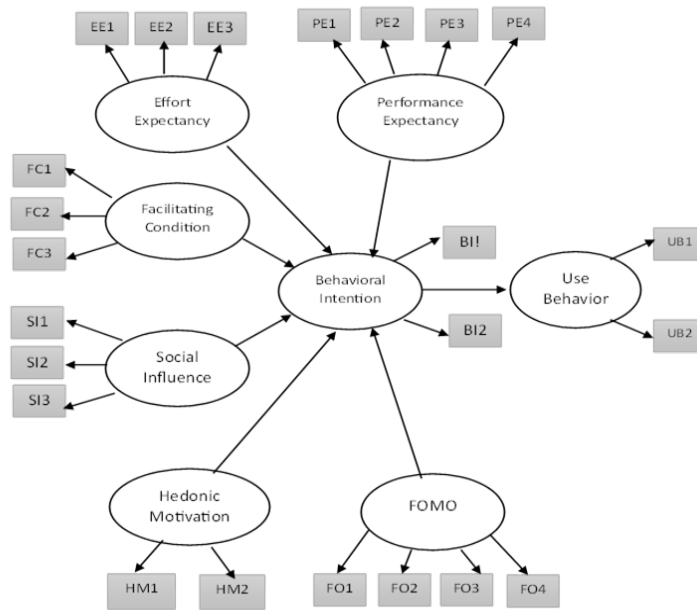 EE1
EE2
EE3
PE1
PE2
PE3
PE4
Effort
Expectancy
Performance
Expectancy
FC1
FC2
FC3
Facilitating
Condition
BI!
Behavioral
Intention
BI2
Use
Behavior
UB1
UB2
SI1
SI2
SI3
Social
Influence
Hedonic
Motivation
FOMO
HM1
HM2
FO1
FO2
FO3
FO4